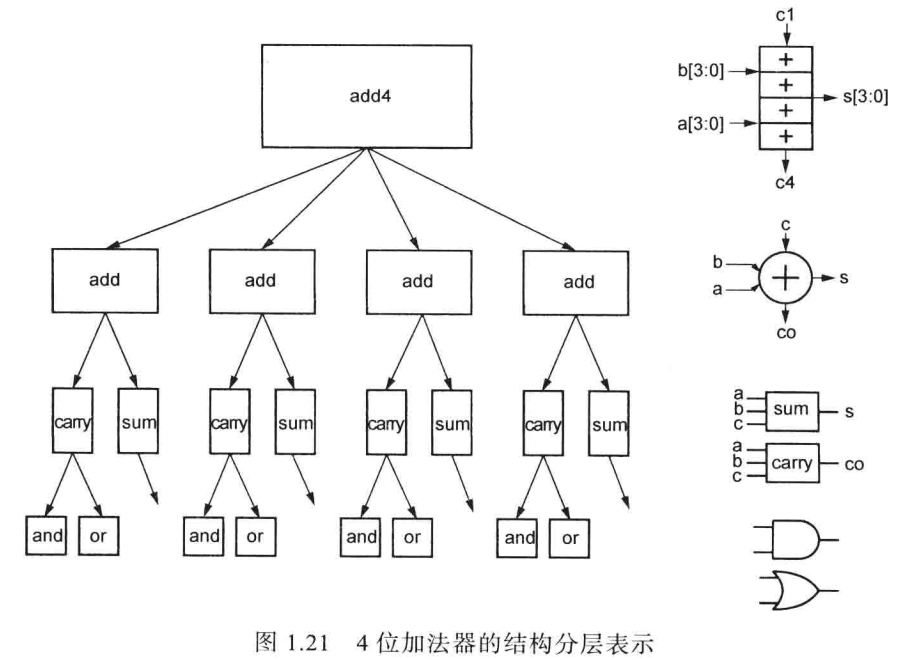 add4
c1
b[3:0]
+
+
s[3:0]
+
a[3:0]
+
c4
add
add
add
add
c
b
+
s
a
co
carry
sum
carry
sum
carry
sum
carry
sum
a
b
c
sum
s
a
b
c
carry
co
and
or
and
or
and
or
and
or
图 1.21 4 位加法器的结构分层表示